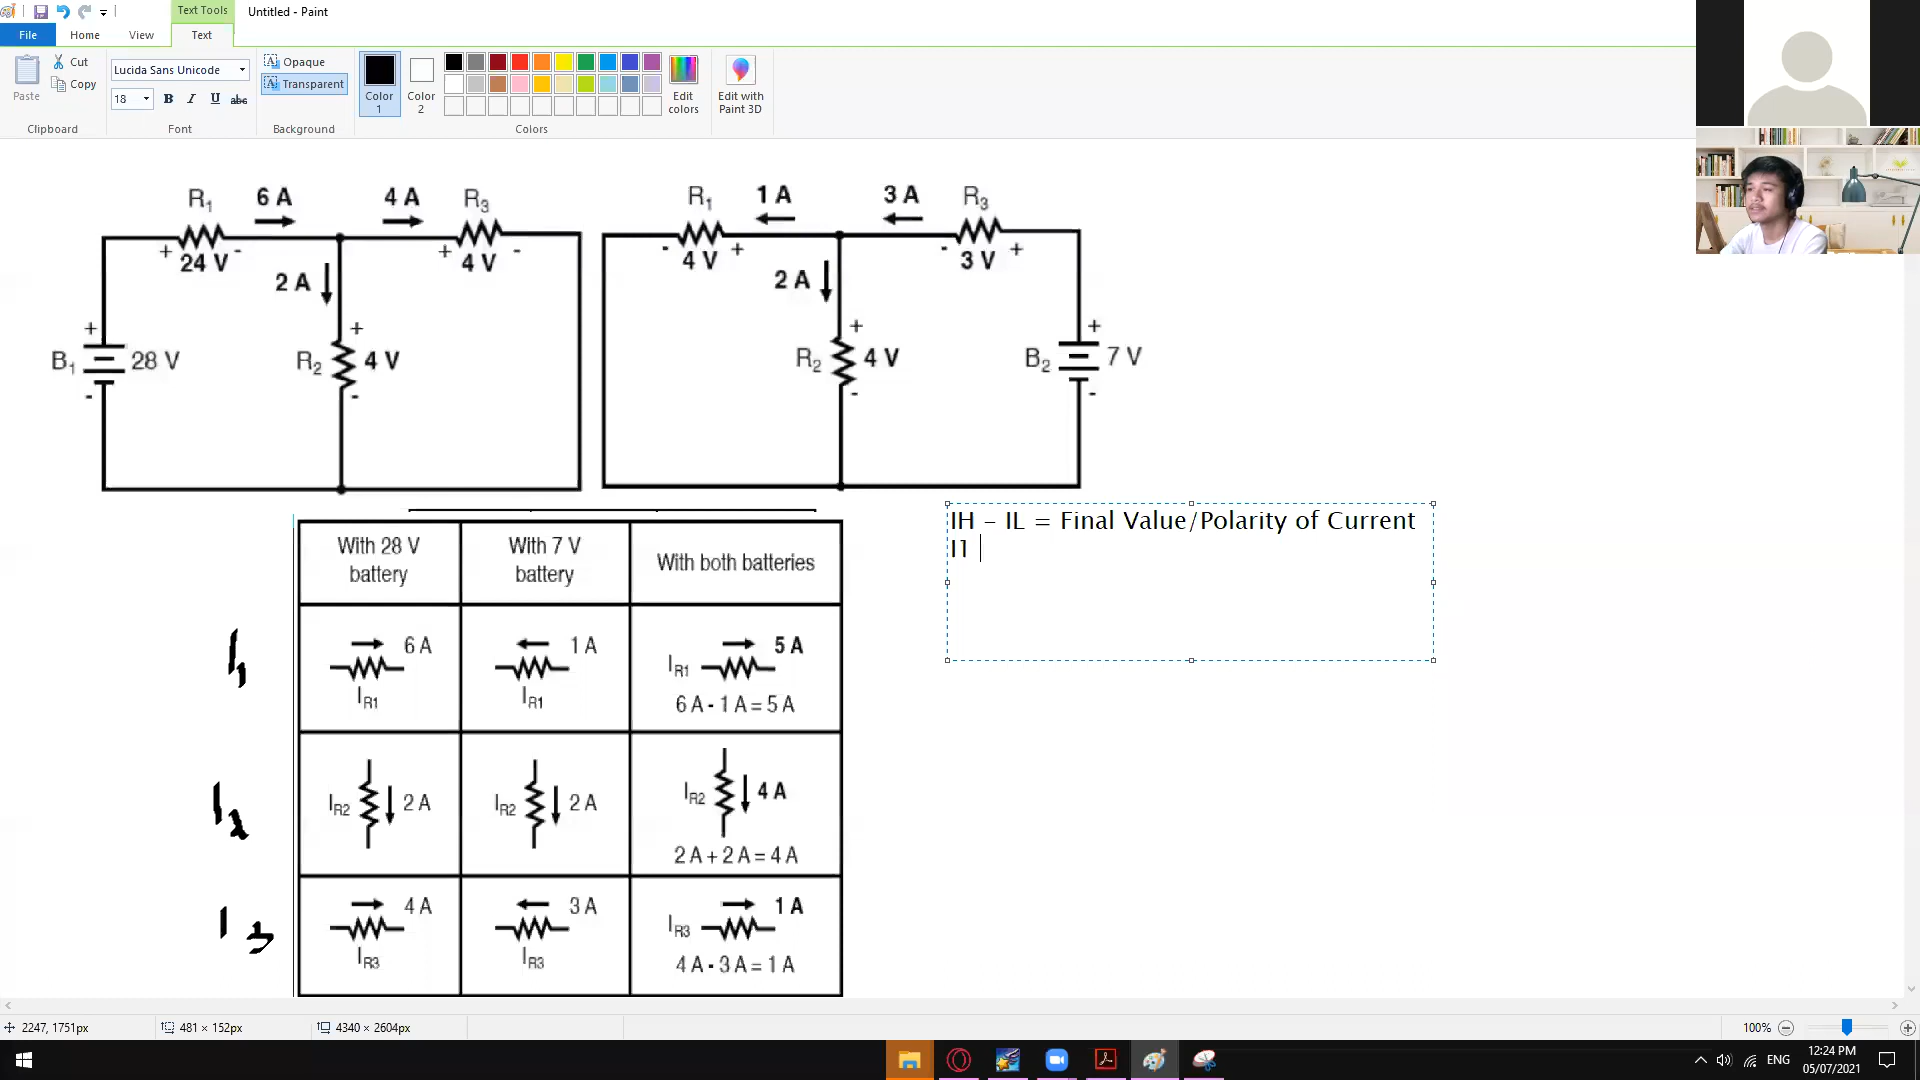 Text Tools
Untitled - Paint
File
Home
View
Text
Paste
Cut
Copy
Clipboard
Lucida Sans Unicode
18
B
I
U
abc
Font
Opaque
Transparent
Background
Color 1
Color 2
Edit colors
Colors
Edit with Paint 3D
R1
6 A
4 A
R3
+
24 V
-
+
4 V
-
2 A
+
B1
28 V
-
+
R2
4 V
-
R1
1 A
3 A
R3
-
4 V
+
-
3 V
+
2 A
+
R2
4 V
-
+
B2
7 V
-
IH – IL = Final Value/Polarity of Current
I1
With 28 V battery
With 7 V battery
With both batteries
I1
6 A
IR1
1 A
IR1
5 A
IR1
6 A - 1 A = 5 A
I2
IR2
2 A
IR2
2 A
IR2
4 A
2 A + 2 A = 4 A
I3
4 A
IR3
3 A
IR3
1 A
IR3
4 A - 3 A = 1 A
2247, 1751px
481 × 152px
4340 × 2604px
100%
ENG
12:24 PM
05/07/2021